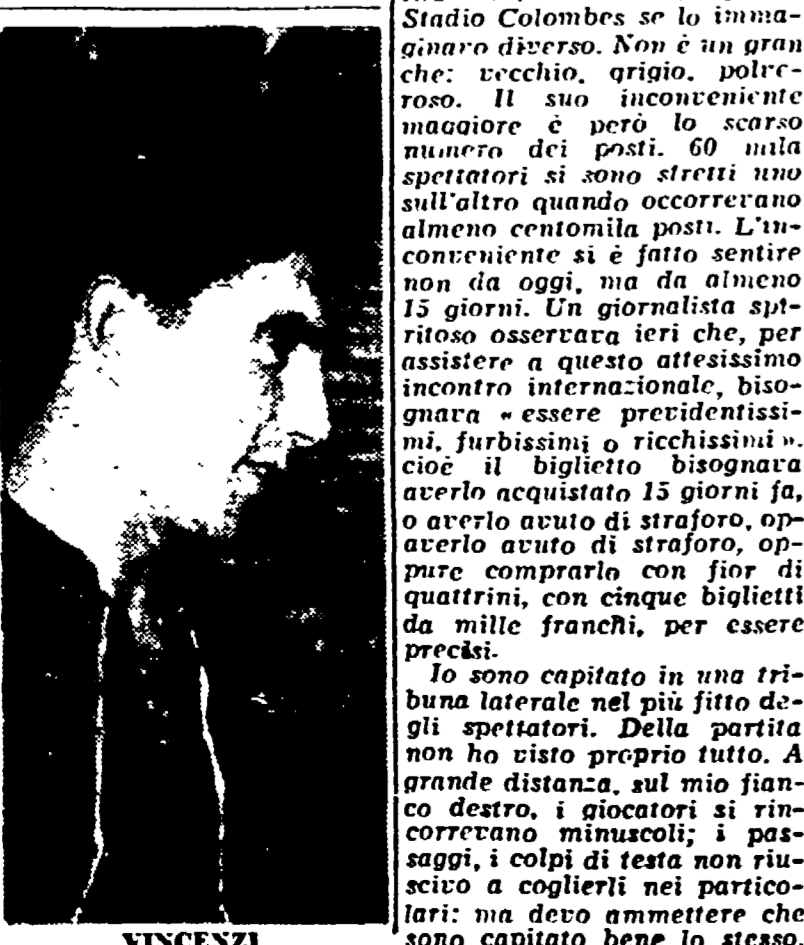 Stadio Colombes se lo imma-
ginaro diverso. Non è un gran
che: vecchio, grigio, polve-
roso. Il suo inconveniente
maggiore è però lo scarso
numero dei posti. 60 mila
spettatori si sono stretti uno
sull'altro quando occorrevano
almeno centomila posti. L'in-
conveniente si è fatto sentire
non da oggi, ma da almeno
15 giorni. Un giornalista spi-
ritoso osservava ieri che, per
assistere a questo attesissimo
incontro internazionale, biso-
gnava « essere previdentissi-
mi, furbissimi o ricchissimi ».
cioè il biglietto bisognava
averlo acquistato 15 giorni fa,
o averlo avuto di straforo, op-
averlo avuto di straforo, op-
pure comprarlo con fior di
quattrini, con cinque biglietti
da mille franchi, per essere
precisi.
Io sono capitato in una tri-
buna laterale nel più fitto de-
gli spettatori. Della partita
non ho visto proprio tutto. A
grande distanza, sul mio fian-
co destro, i giocatori si rin-
correvano minuscoli; i pas-
saggi, i colpi di testa non riu-
scivo a coglierli nei partico-
lari: ma devo ammettere che
sono capitato bene lo stesso.
VINCENZI